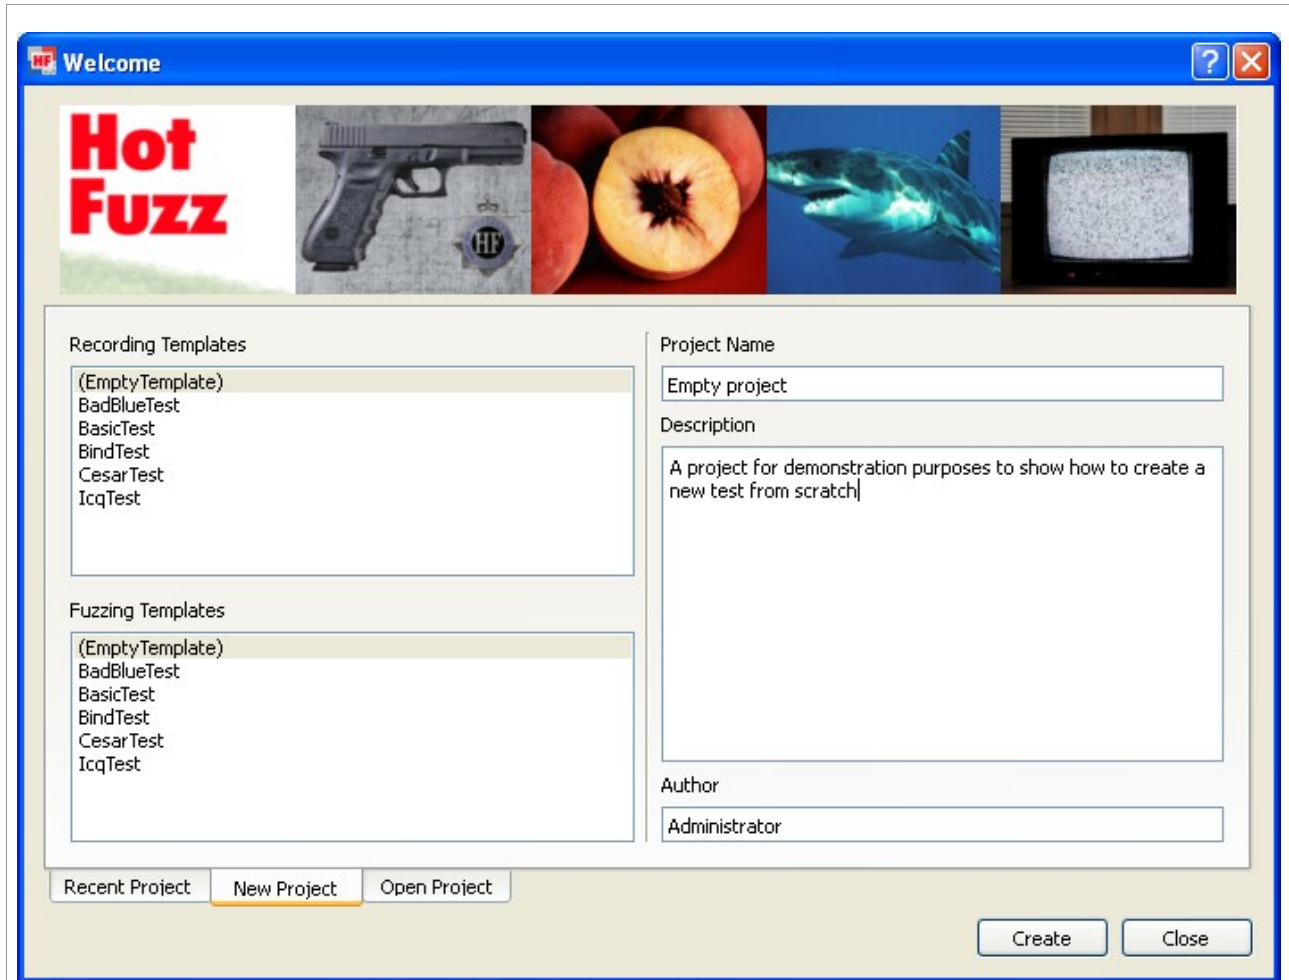 HF Welcome
Hot
Fuzz
HF
Recording Templates
(EmptyTemplate)
BadBlueTest
BasicTest
BindTest
CesarTest
IcqTest
Fuzzing Templates
(EmptyTemplate)
BadBlueTest
BasicTest
BindTest
CesarTest
IcqTest
Project Name
Empty project
Description
A project for demonstration purposes to show how to create a
new test from scratch
Author
Administrator
Recent Project New Project Open Project
Create Close